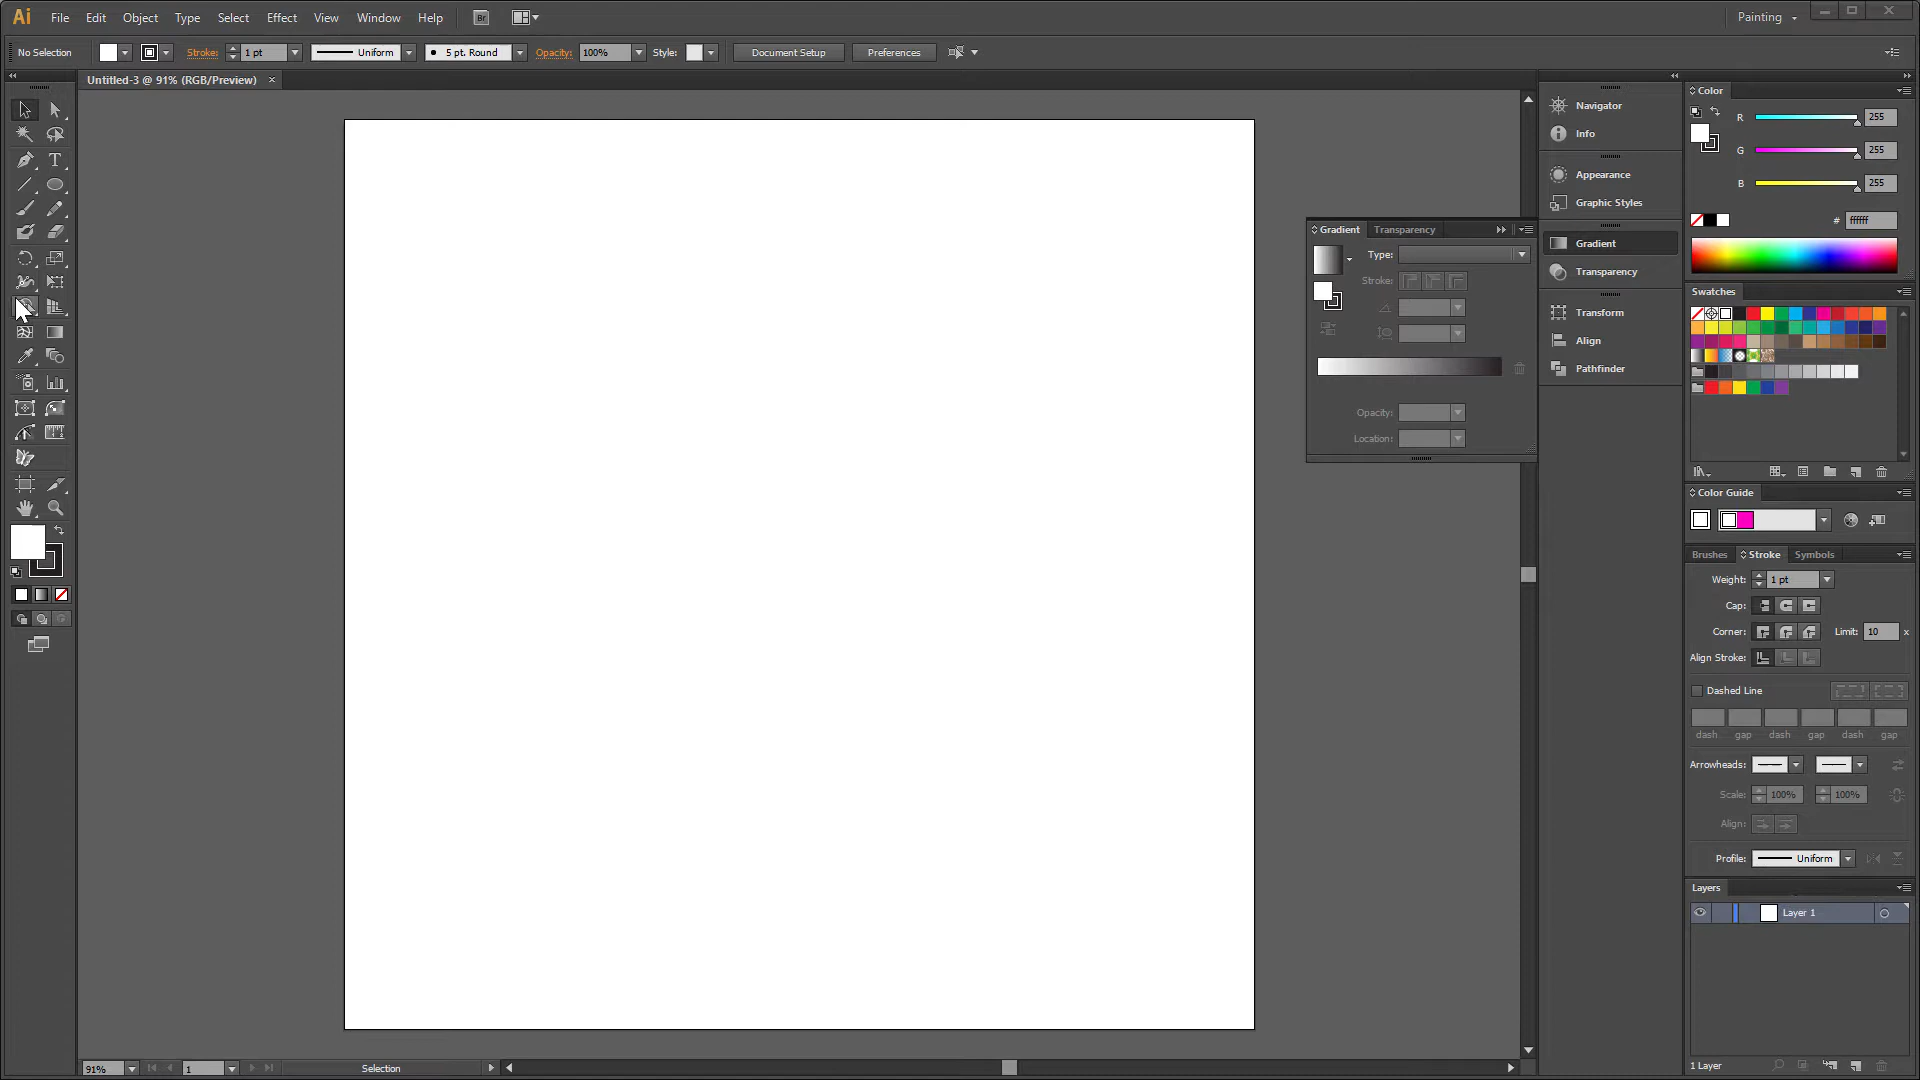 Ai File Edit Object Type Select Effect View Window Help Br Painting
No Selection Stroke: 1 pt Uniform 5 pt. Round Opacity: 100% Style: Document Setup Preferences
Untitled-3 @ 91% (RGB/Preview)
T
Navigator
Info
Appearance
Graphic Styles
Gradient
Transparency
Transform
Align
Pathfinder
Gradient Transparency
Type:
Stroke:
Opacity:
Location:
Color
R 255
G 255
B 255
# ffffff
Swatches
Color Guide
Brushes Stroke Symbols
Weight: 1 pt
Cap:
Corner: Limit: 10 x
Align Stroke:
Dashed Line
dash gap dash gap dash gap
Arrowheads:
Scale: 100% 100%
Align:
Profile: Uniform
Layers
Layer 1
1 Layer
91% 1 Selection